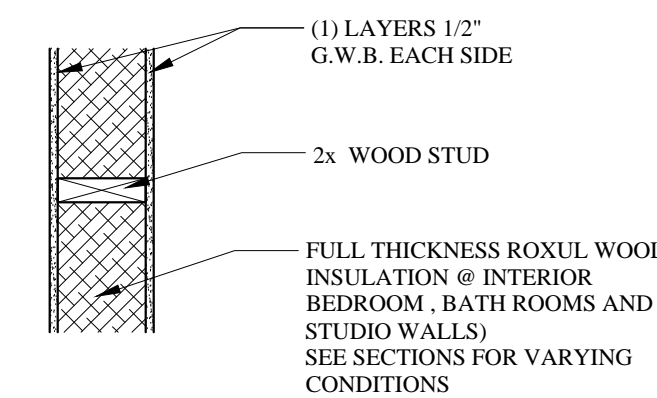 (1) LAYERS 1/2"
G.W.B. EACH SIDE
2x WOOD STUD
FULL THICKNESS ROXUL WOOL
INSULATION @ INTERIOR
BEDROOM , BATH ROOMS AND
STUDIO WALLS)
SEE SECTIONS FOR VARYING
CONDITIONS